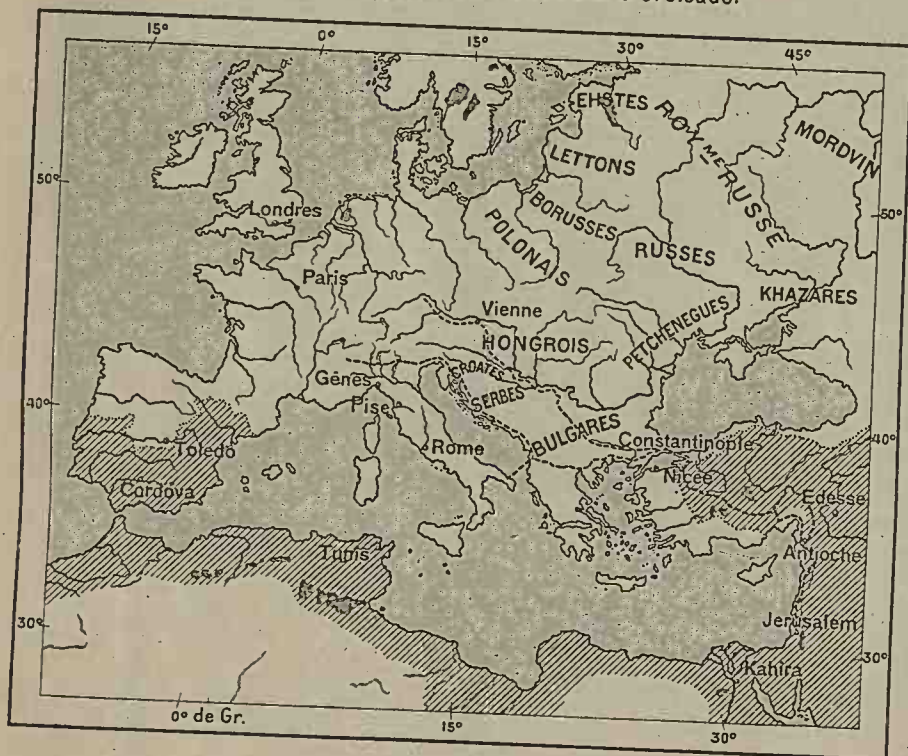 15° 0° 15° 30° 45°
EHSTES
ROYME RUSSE
MORDVIN
LETTONS
50°
50°
BORUSSES
Londres
POLONAIS
RUSSES
Paris
KHAZARES
Vienne
PETCHENEGUES
HONGROIS
CROATES
Gênes
SERBES
40°
Pise
BULGARES
Constantinople
40°
Toledo
Rome
Nicée
Cordova
Edesse
Tunis
Antioche
30°
Jerusalem
30°
Kahira
0° de Gr. 15° 30°